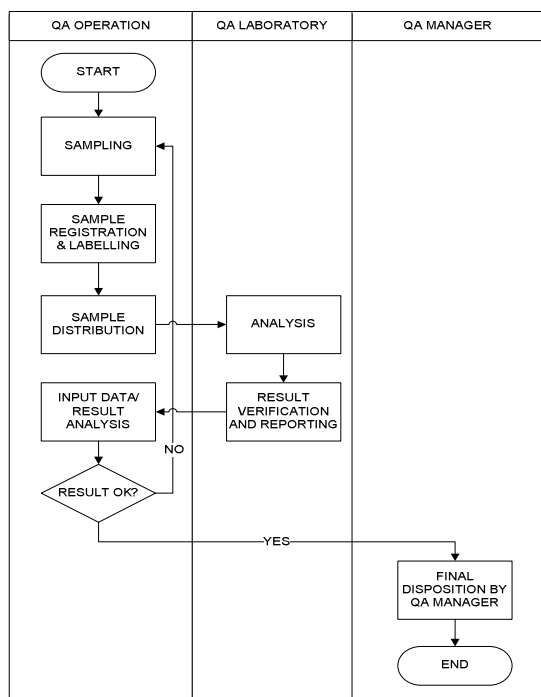 QA OPERATION
QA LABORATORY
QA MANAGER
START
SAMPLING
SAMPLE
REGISTRATION
& LABELLING
SAMPLE
DISTRIBUTION
ANALYSIS
INPUT DATA/
RESULT
ANALYSIS
RESULT
VERIFICATION
AND REPORTING
NO
RESULT OK?
YES
FINAL
DISPOSITION BY
QA MANAGER
END